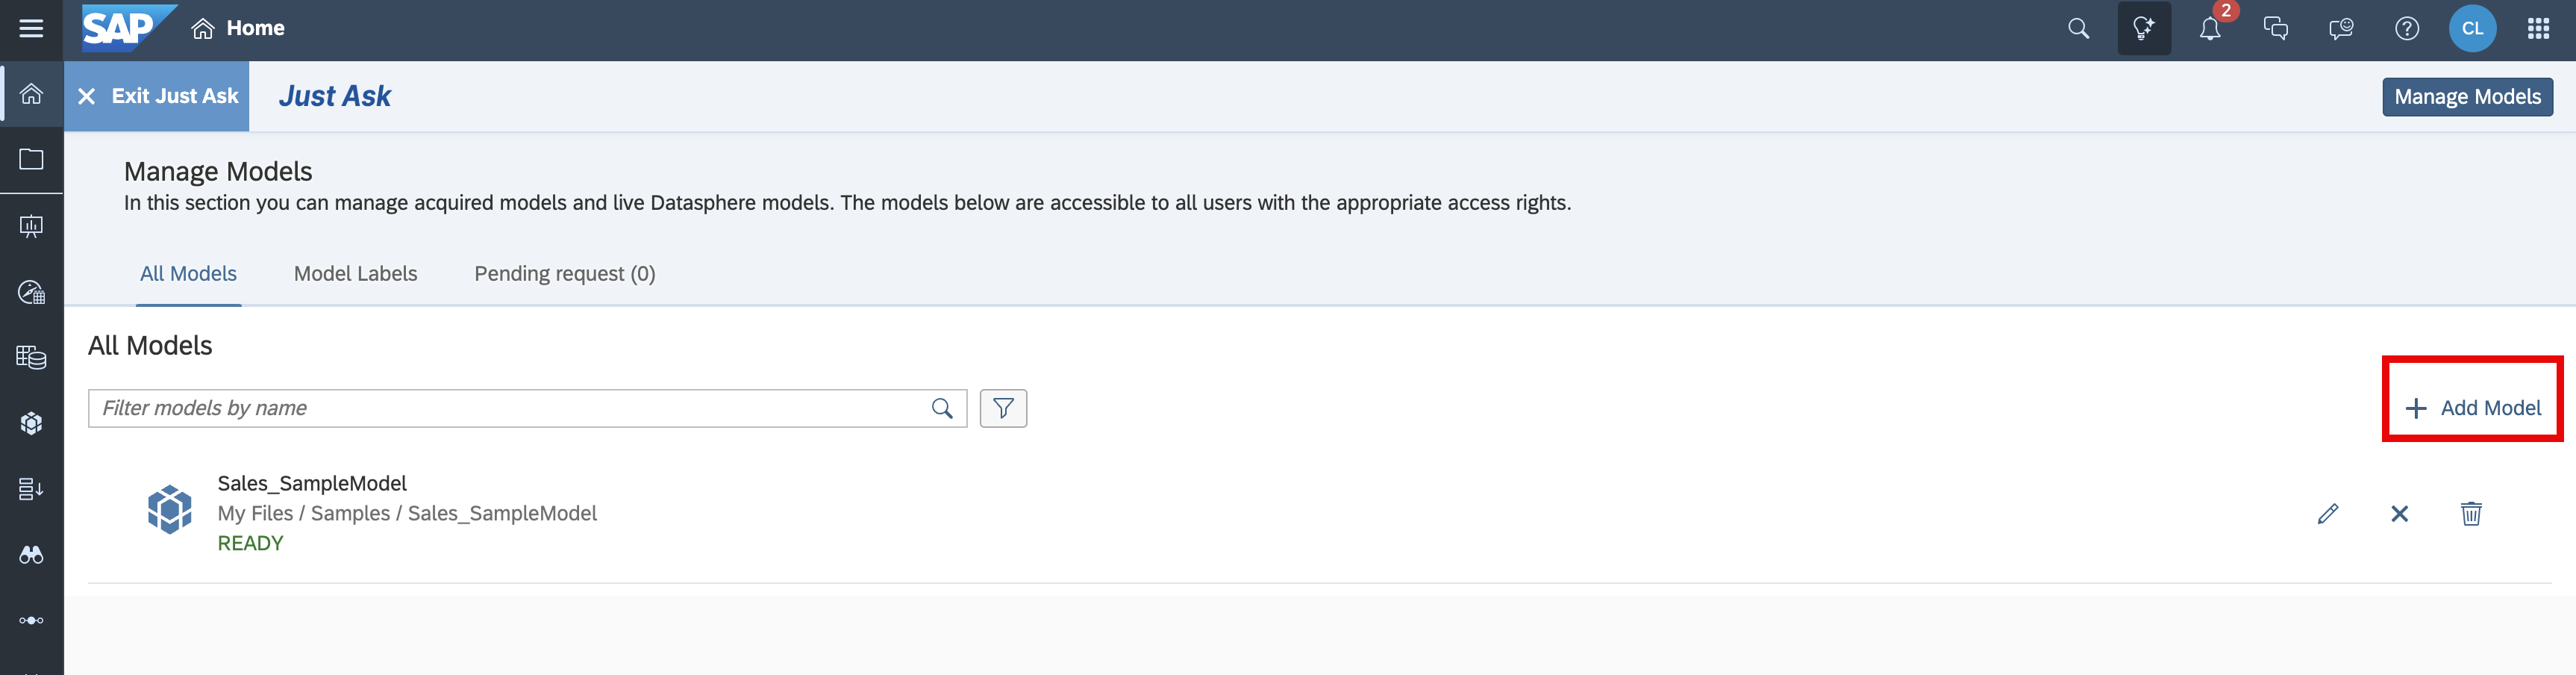 SAP Home
2
CL
Exit Just Ask
Just Ask
Manage Models
Manage Models
In this section you can manage acquired models and live Datasphere models. The models below are accessible to all users with the appropriate access rights.
All Models Model Labels Pending request (0)
All Models
Filter models by name
Add Model
Sales_SampleModel
My Files / Samples / Sales_SampleModel
READY